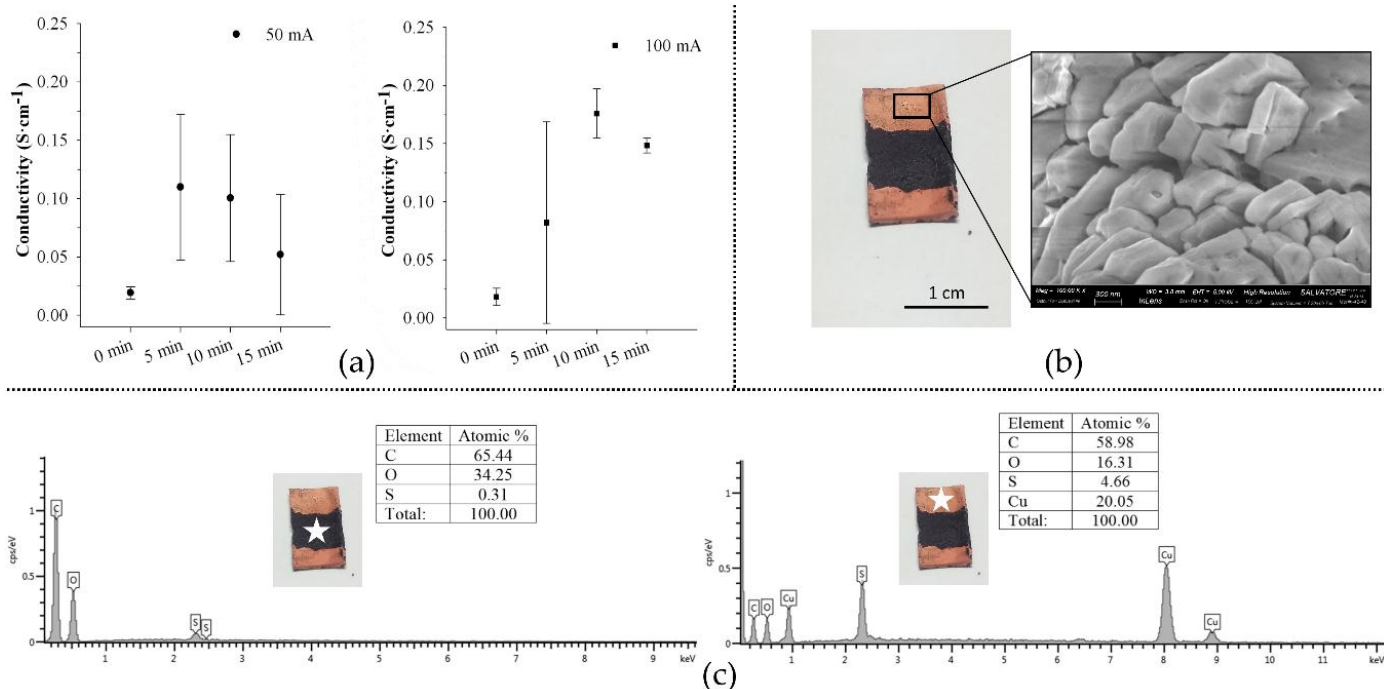 0.25
0.20
0.15
0.10
0.05
0.00
Conductivity (S·cm⁻¹)
50 mA
0 min
5 min
10 min
15 min
0.25
0.20
0.15
0.10
0.05
0.00
Conductivity (S·cm⁻¹)
100 mA
0 min
5 min
10 min
15 min
(a)
1 cm
300 nm
InLens
High Resolution
SALVATORE
(b)
cps/eV
1
0.5
0
C
O
S
S
1 2 3 4 5 6 7 8 9 keV
Element Atomic %
C 65.44
O 34.25
S 0.31
Total: 100.00
cps/eV
1
0.5
0
C
O
Cu
S
Cu
Cu
1 2 3 4 5 6 7 8 9 10 11 keV
Element Atomic %
C 58.98
O 16.31
S 4.66
Cu 20.05
Total: 100.00
(c)